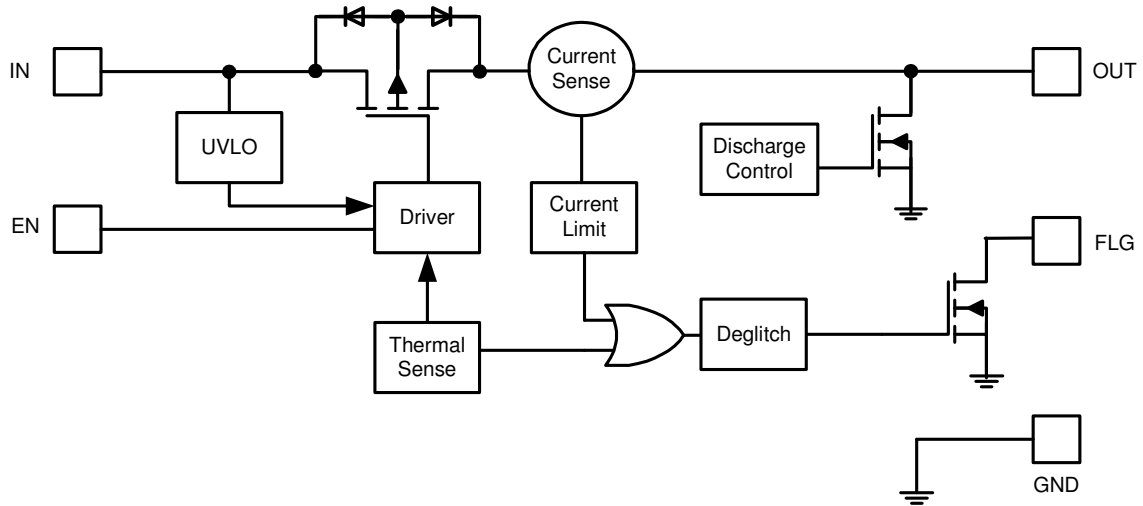 IN
Current
Sense
OUT
UVLO
Discharge
Control
EN
Driver
Current
Limit
FLG
Thermal
Sense
Deglitch
GND